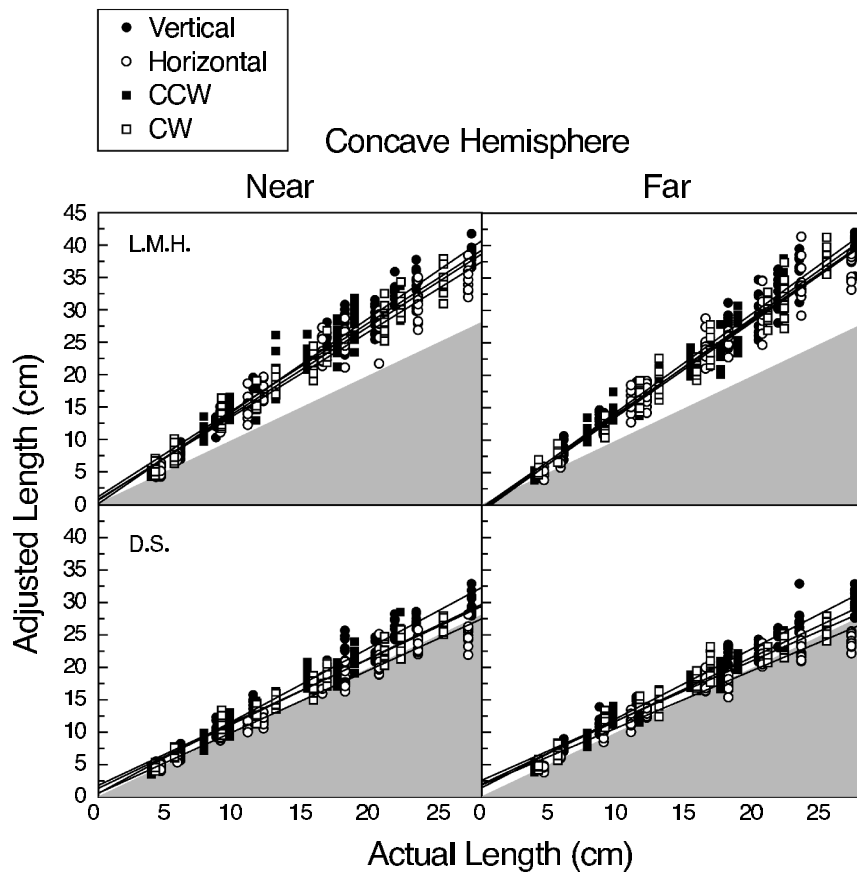 Vertical
Horizontal
CCW
CW
Concave Hemisphere
Near Far
45
40
35
30
25
20
15
10
5
0
L.M.H.
Adjusted Length (cm)
40
35
30
25
20
15
10
5
0
D.S.
0 5 10 15 20 25 0 5 10 15 20 25
Actual Length (cm)